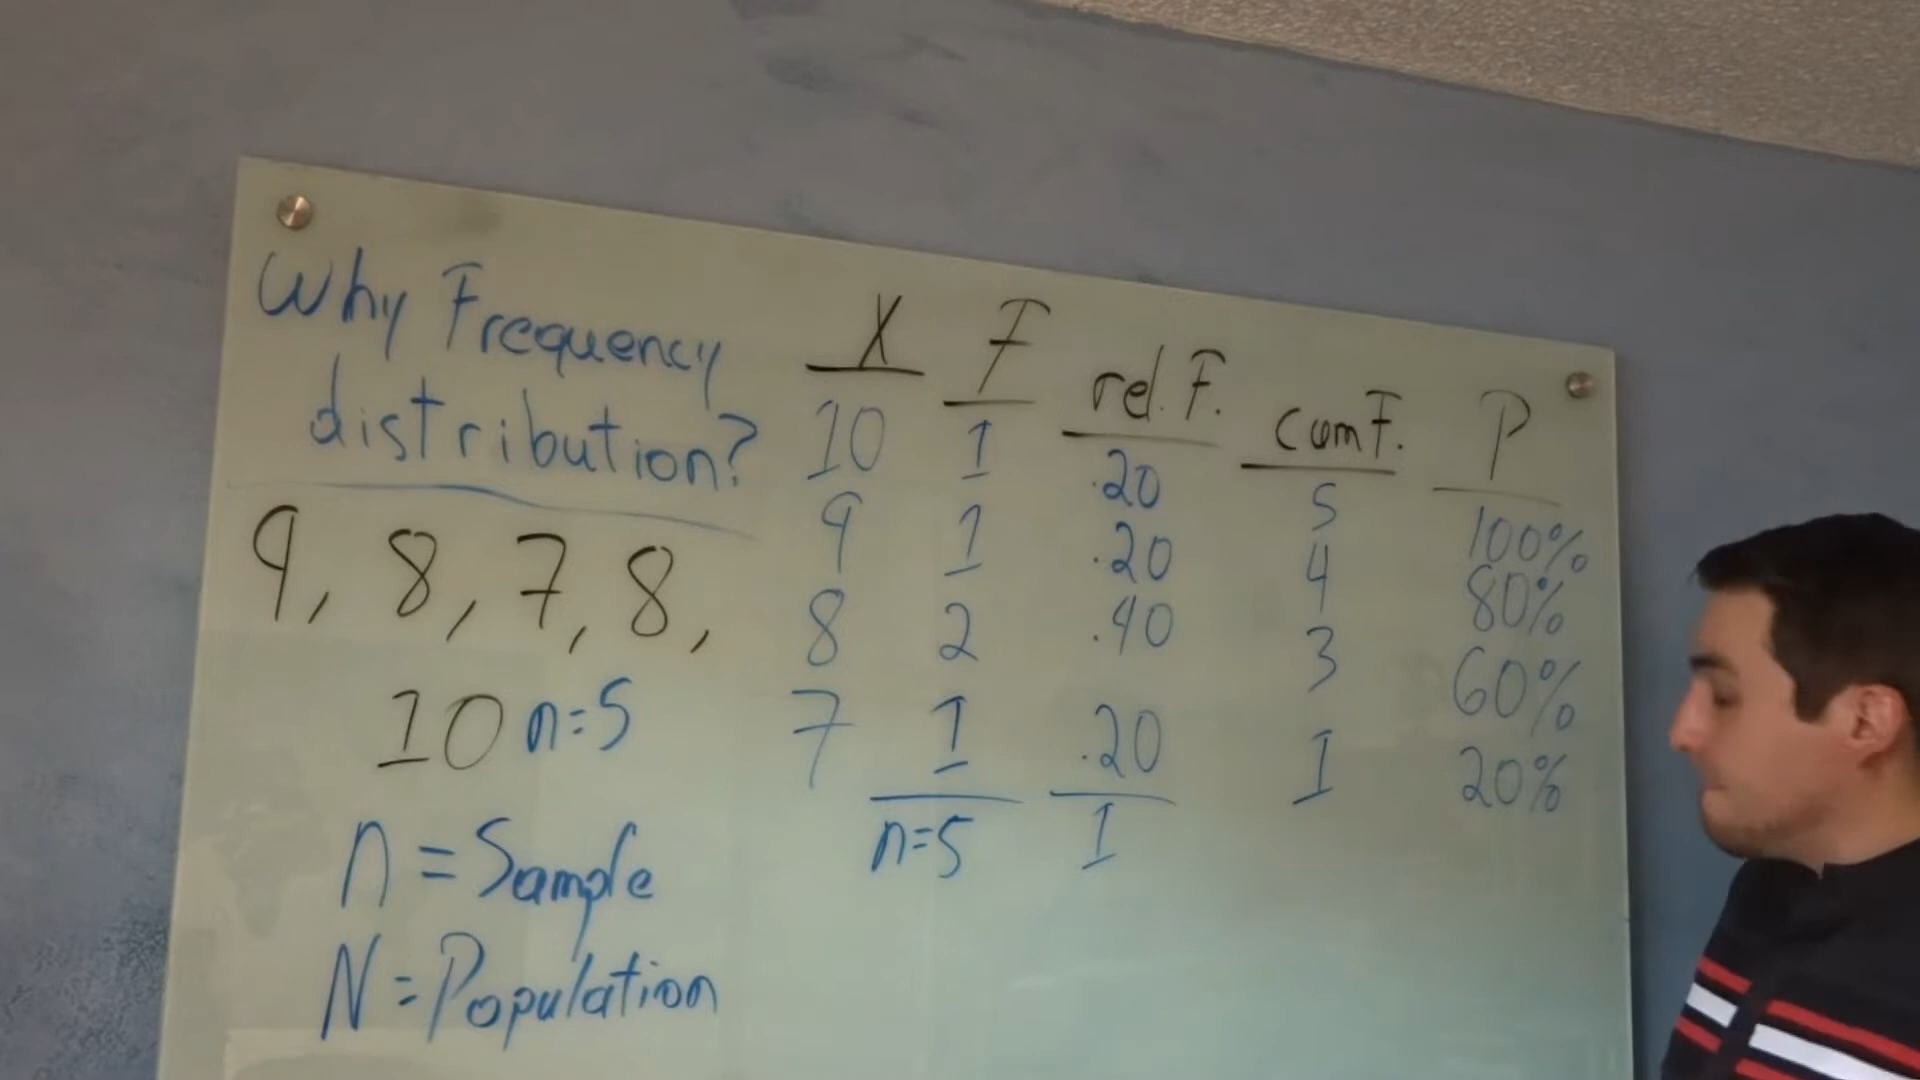 Why Frequency
distribution?
9, 8, 7, 8,
10 n=5
n = Sample
N = Population
X F rel. F. cum F. P
10 1 .20 5 100%
9 1 .20 4 80%
8 2 .40 3 60%
7 1 .20 1 20%
n=5 1